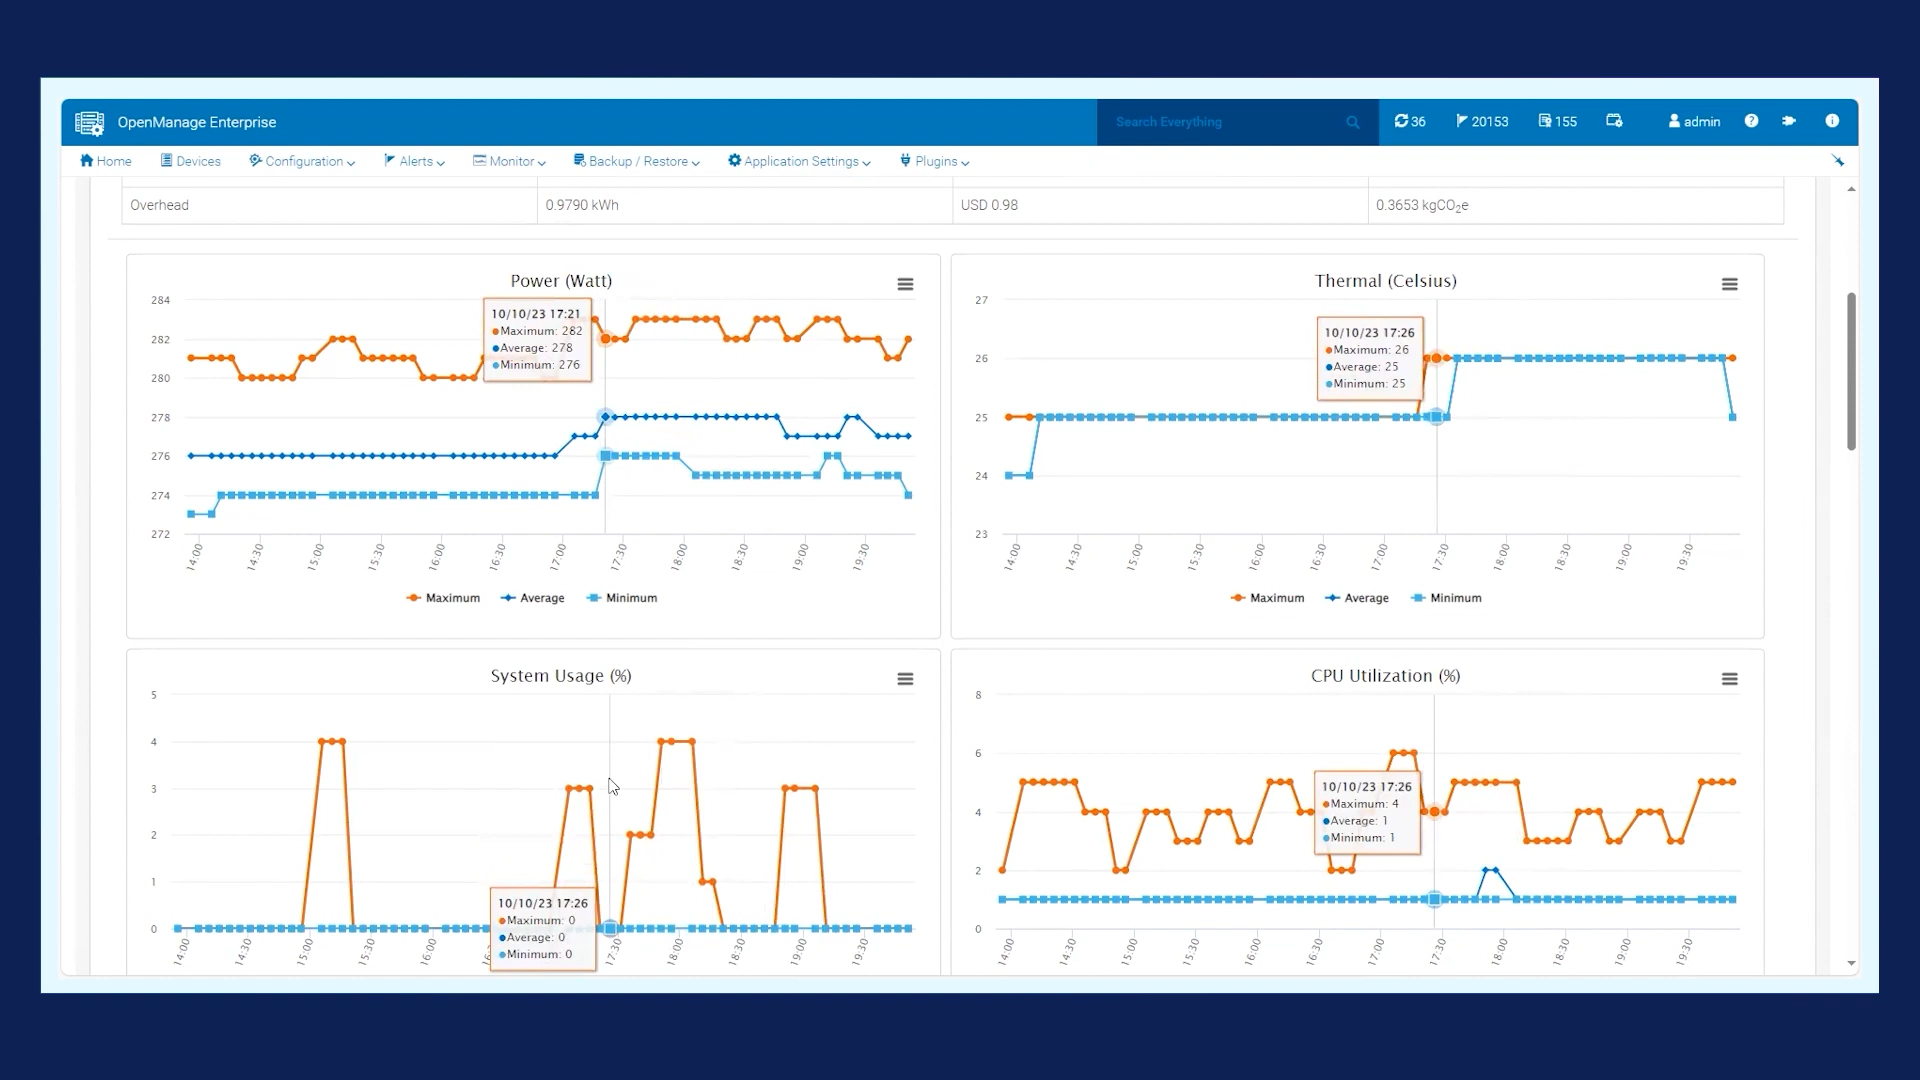 OpenManage Enterprise
Search Everything
36
20153
155
admin
Home
Devices
Configuration
Alerts
Monitor
Backup / Restore
Application Settings
Plugins
Overhead
0.9790 kWh
USD 0.98
0.3653 kgCO₂e
Power (Watt)
284
282
280
278
276
274
272
10/10/23 17:21
Maximum: 282
Average: 278
Minimum: 276
14:00
14:30
15:00
15:30
16:00
16:30
17:00
17:30
18:00
18:30
19:00
19:30
Maximum
Average
Minimum
Thermal (Celsius)
27
26
25
24
23
10/10/23 17:26
Maximum: 26
Average: 25
Minimum: 25
14:00
14:30
15:00
15:30
16:00
16:30
17:00
17:30
18:00
18:30
19:00
19:30
Maximum
Average
Minimum
System Usage (%)
5
4
3
2
1
0
10/10/23 17:26
Maximum: 0
Average: 0
Minimum: 0
14:00
14:30
15:00
15:30
16:00
17:30
18:00
18:30
19:00
19:30
CPU Utilization (%)
8
6
4
2
0
10/10/23 17:26
Maximum: 4
Average: 1
Minimum: 1
14:00
14:30
15:00
15:30
16:00
16:30
17:00
17:30
18:00
18:30
19:00
19:30